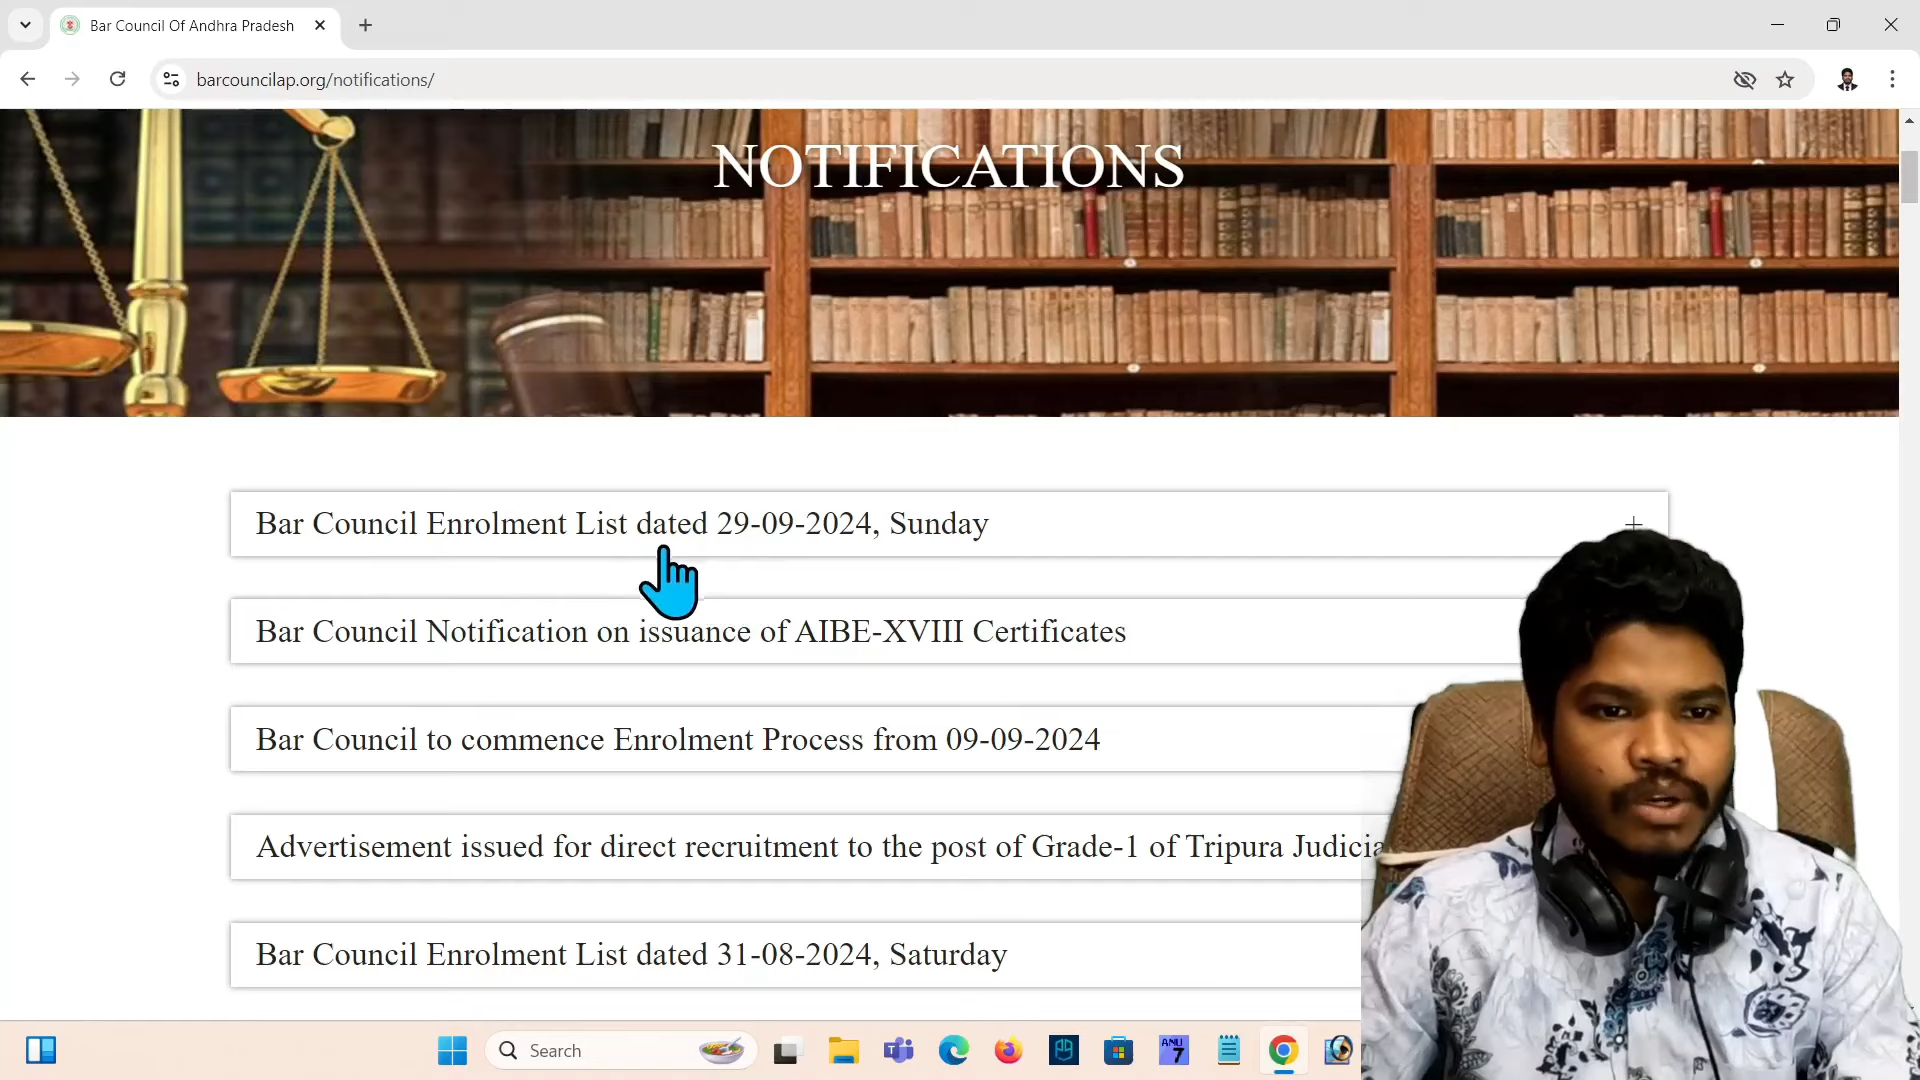 Bar Council Of Andhra Pradesh
barcouncilap.org/notifications/
NOTIFICATIONS
Bar Council Enrolment List dated 29-09-2024, Sunday
Bar Council Notification on issuance of AIBE-XVIII Certificates
Bar Council to commence Enrolment Process from 09-09-2024
Advertisement issued for direct recruitment to the post of Grade-1 of Tripura Judicia
Bar Council Enrolment List dated 31-08-2024, Saturday
Search
ANU
7